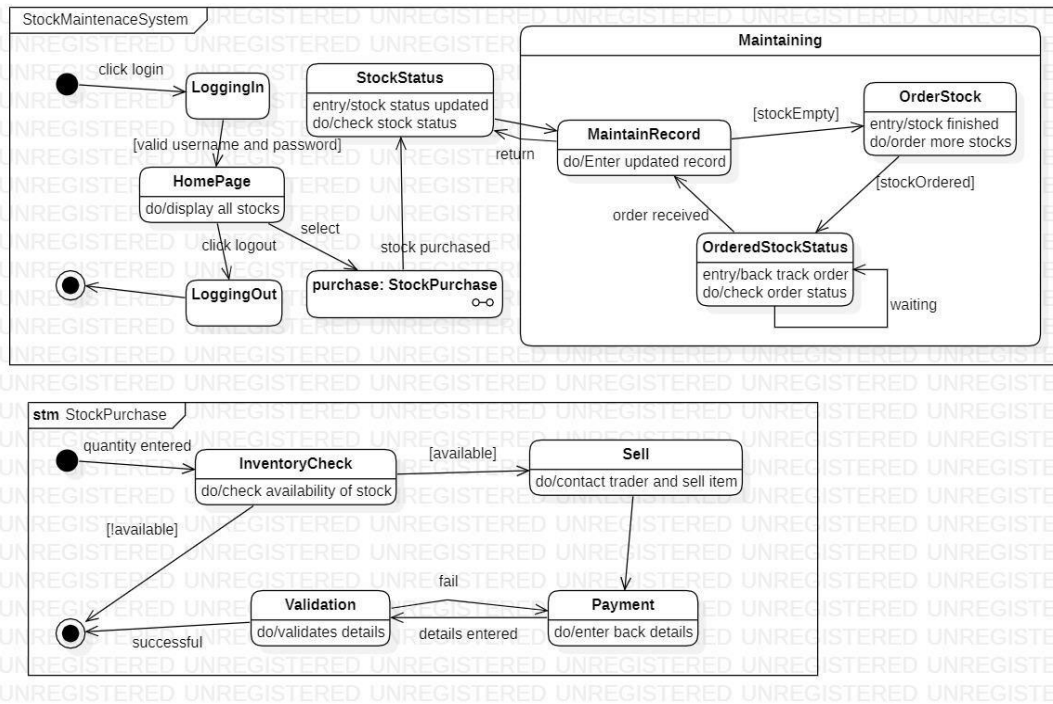 StockMaintenaceSystem
click login
LoggingIn
[valid username and password]
HomePage
do/display all stocks
click logout
LoggingOut
select
purchase: StockPurchase
stock purchased
StockStatus
entry/stock status updated
do/check stock status
return
Maintaining
MaintainRecord
do/Enter updated record
[stockEmpty]
OrderStock
entry/stock finished
do/order more stocks
[stockOrdered]
OrderedStockStatus
entry/back track order
do/check order status
waiting
order received
stm StockPurchase
quantity entered
InventoryCheck
do/check availability of stock
[available]
Sell
do/contact trader and sell item
[!available]
Payment
do/enter back details
fail
details entered
Validation
do/validates details
successful
UNREGISTERED UNREGISTERED UNREGISTERED UNREGISTERED UNREGISTERED